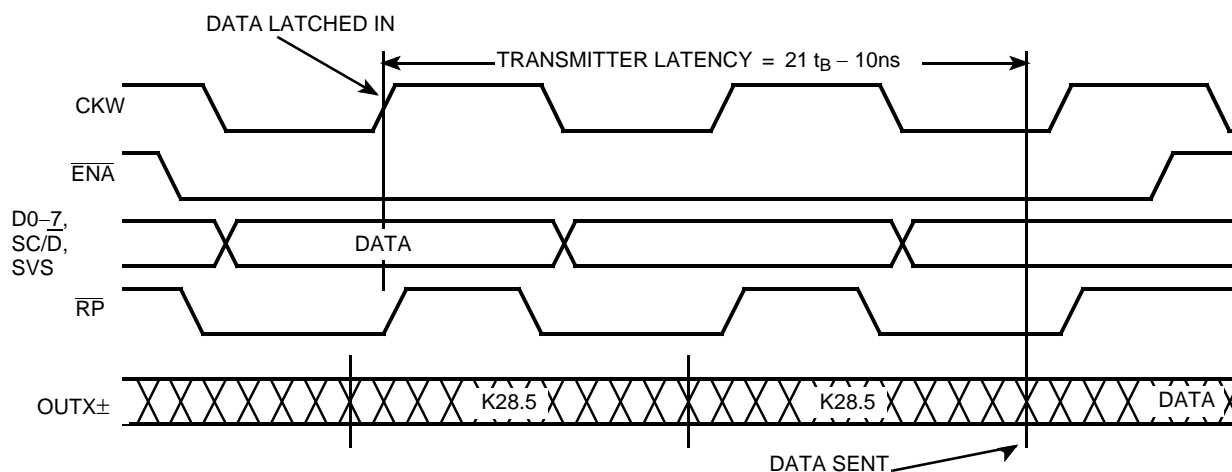 DATA LATCHED IN
TRANSMITTER LATENCY = 21 tB – 10ns
CKW
ENA
D0–7,
SC/D,
SVS
DATA
RP
OUTX±
K28.5
K28.5
DATA
DATA SENT